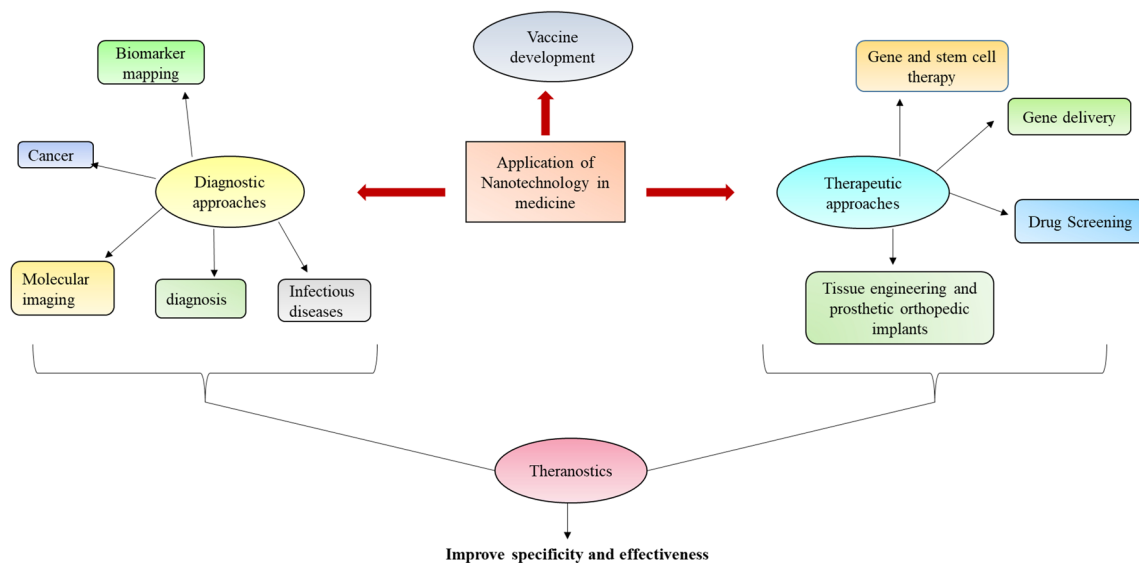 Vaccine
development
Biomarker
mapping
Gene and stem cell
therapy
Gene delivery
Cancer
Diagnostic
approaches
Application of
Nanotechnology in
medicine
Therapeutic
approaches
Drug Screening
Molecular
imaging
diagnosis
Infectious
diseases
Tissue engineering and
prosthetic orthopedic
implants
Theranostics
Improve specificity and effectiveness